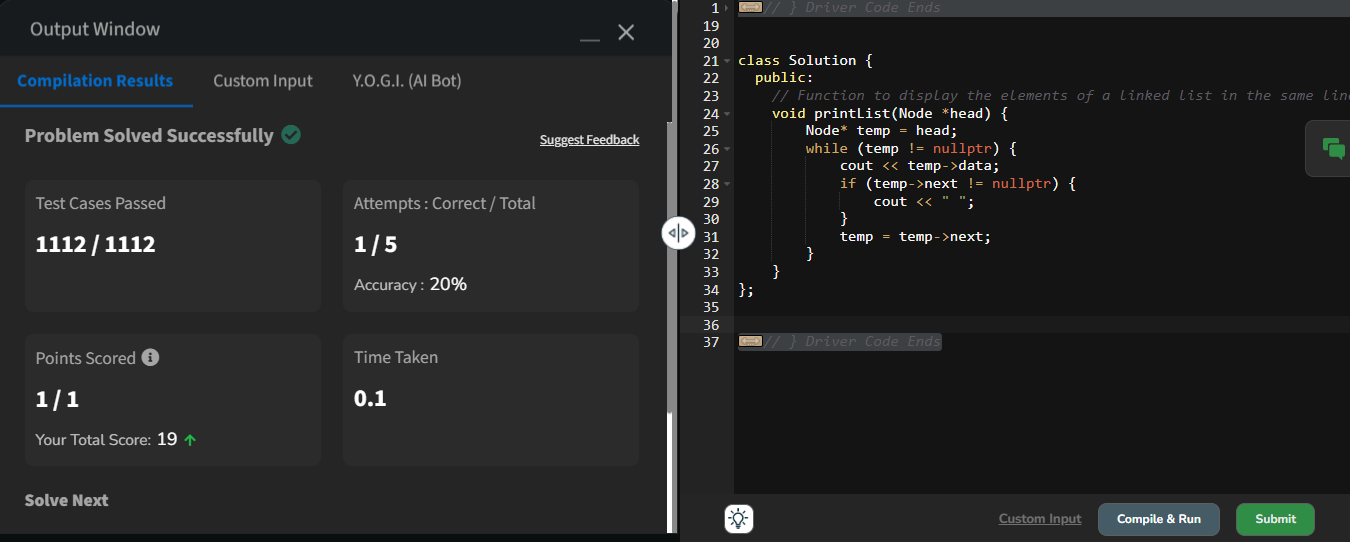 Output Window
Compilation Results Custom Input Y.O.G.I. (AI Bot)
Problem Solved Successfully
Suggest Feedback
Test Cases Passed
1112 / 1112
Attempts : Correct / Total
1 / 5
Accuracy : 20%
Points Scored
1 / 1
Your Total Score: 19
Time Taken
0.1
Solve Next
1 // } Driver Code Ends
19
20
21 class Solution {
22   public:
23     // Function to display the elements of a linked list in the same line
24     void printList(Node *head) {
25         Node* temp = head;
26         while (temp != nullptr) {
27             cout << temp->data;
28             if (temp->next != nullptr) {
29                 cout << " ";
30             }
31             temp = temp->next;
32         }
33     }
34 };
35
36
37 // } Driver Code Ends
Custom Input Compile & Run Submit